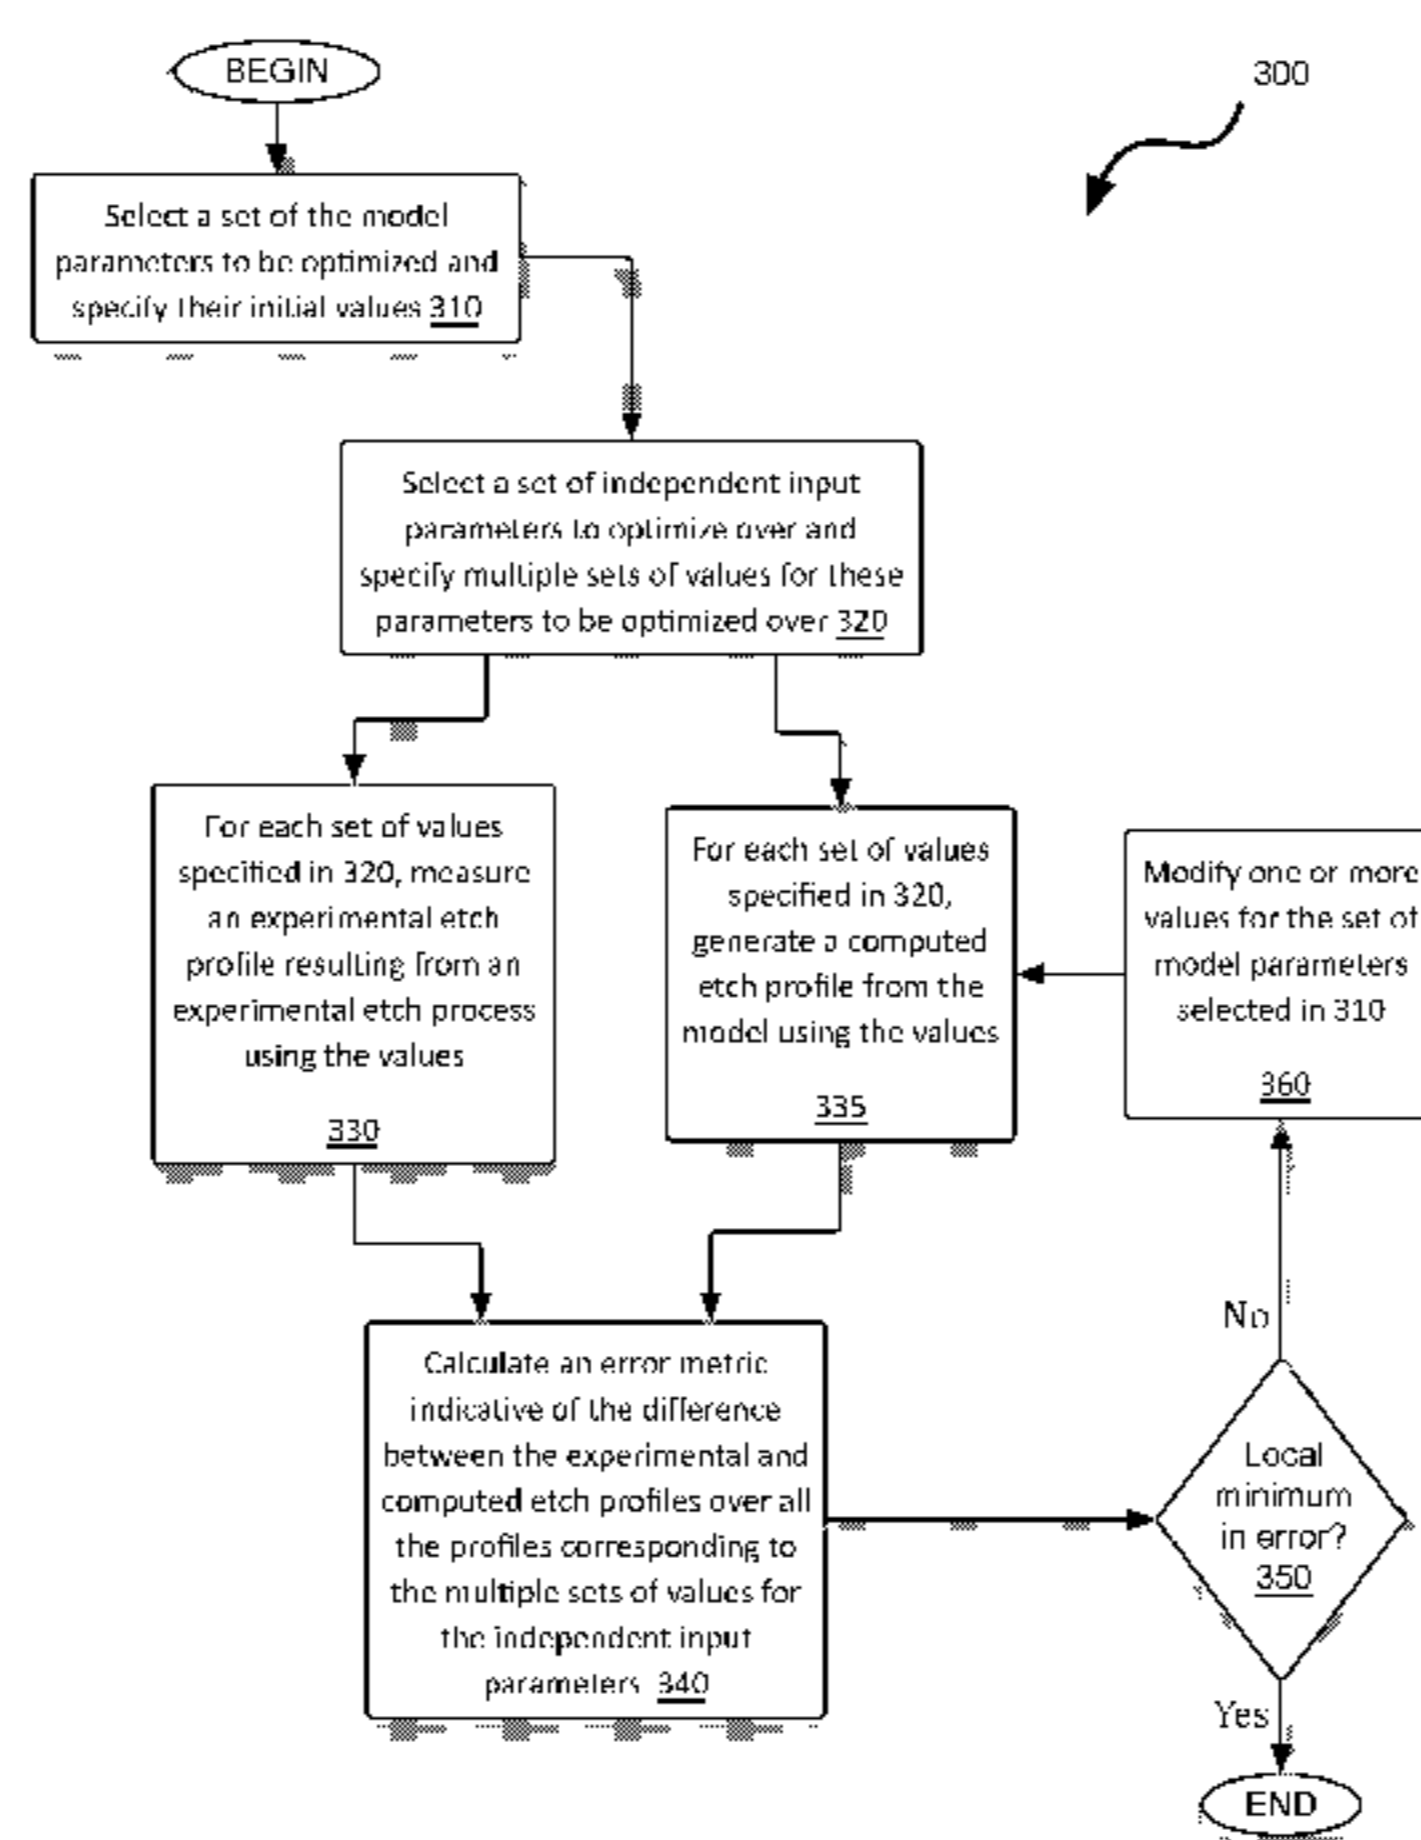 BEGIN
300
Select a set of the model
parameters to be optimized and
specify their initial values 310
Select a set of independent input
parameters to optimize over and
specify multiple sets of values for these
parameters to be optimized over 320
For each set of values
specified in 320, measure
an experimental etch
profile resulting from an
experimental etch process
using the values
330
For each set of values
specified in 320,
generate a computed
etch profile from the
model using the values
335
Modify one or more
values for the set of
model parameters
selected in 310
360
Calculate an error metric
indicative of the difference
between the experimental and
computed etch profiles over all
the profiles corresponding to
the multiple sets of values for
the independent input
parameters 340
No
Local
minimum
in error?
350
Yes
END